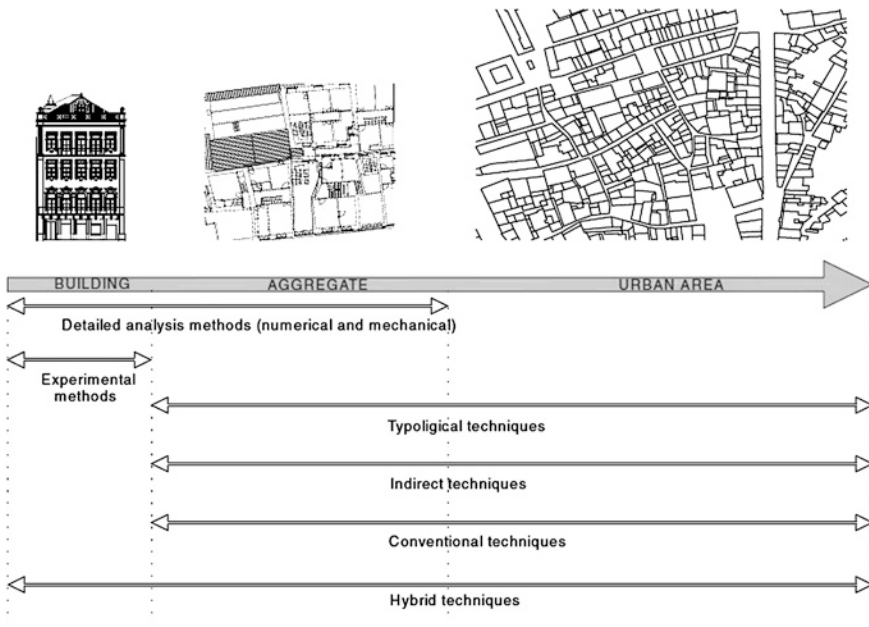 BUILDING AGGREGATE URBAN AREA
Detailed analysis methods (numerical and mechanical)
Experimental
methods
Typoligical techniques
Indirect techniques
Conventional techniques
Hybrid techniques